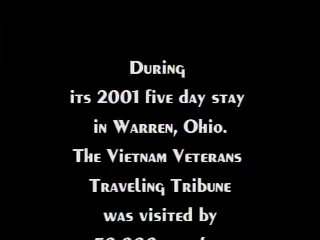 During
its 2001 five day stay
in Warren, Ohio.
The Vietnam Veterans
Traveling Tribune
was visited by